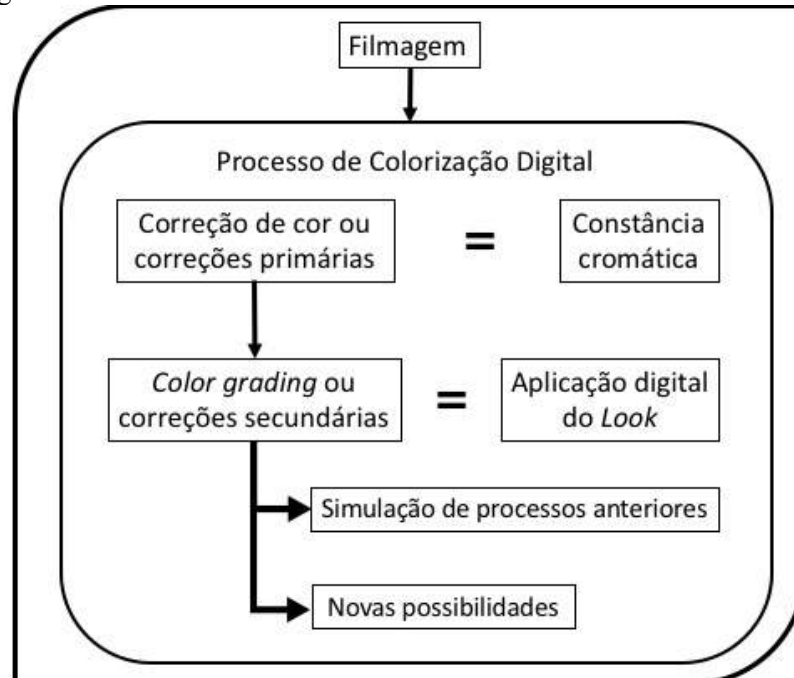 Filmagem
Processo de Colorização Digital
Correção de cor ou
correções primárias
=
Constância
cromática
Color grading ou
correções secundárias
=
Aplicação digital
do Look
Simulação de processos anteriores
Novas possibilidades